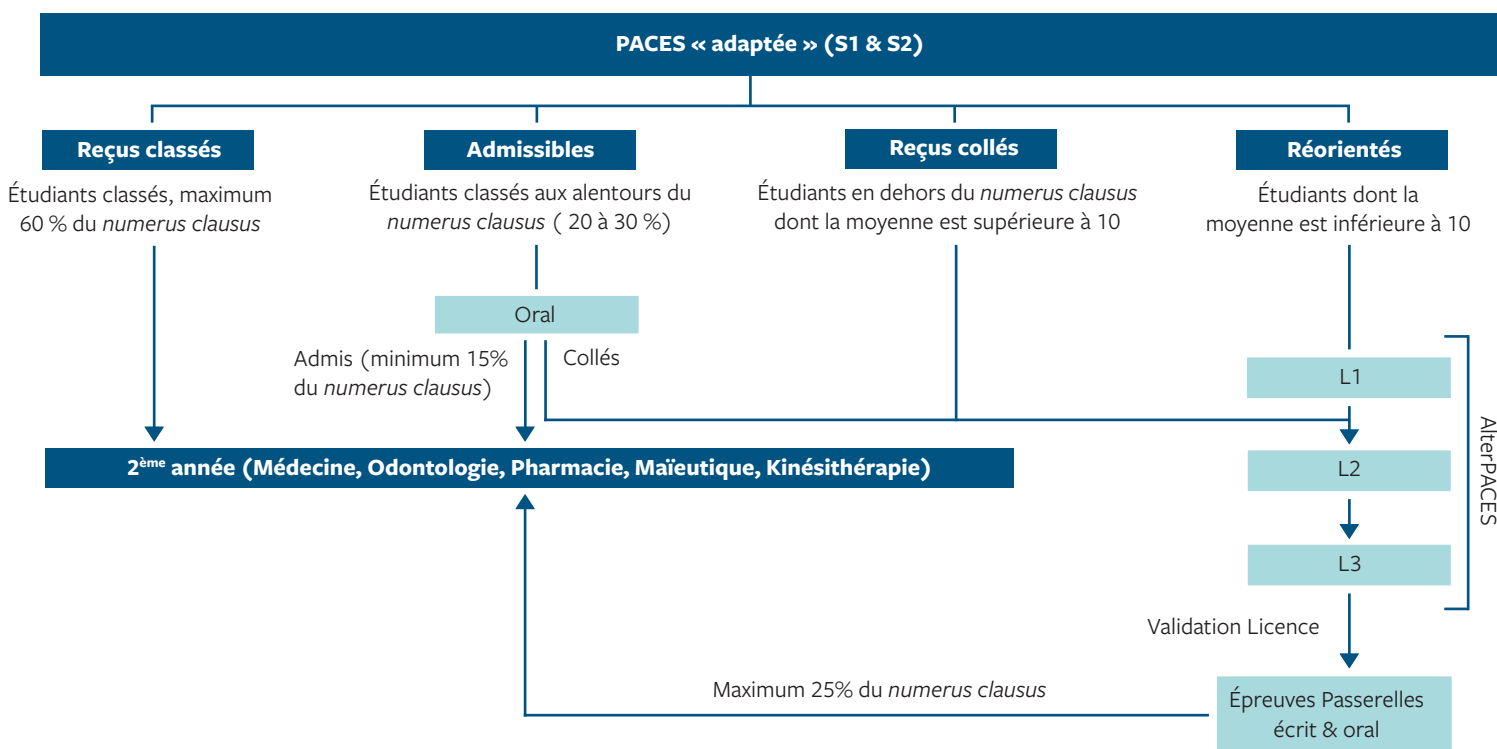 PACES « adaptée » (S1 & S2)
Reçus classés
Étudiants classés, maximum
60 % du numerus clausus
Admissibles
Étudiants classés aux alentours du
numerus clausus ( 20 à 30 %)
Reçus collés
Étudiants en dehors du numerus clausus
dont la moyenne est supérieure à 10
Réorientés
Étudiants dont la
moyenne est inférieure à 10
Oral
Admis (minimum 15%
du numerus clausus)
Collés
L1
2ème année (Médecine, Odontologie, Pharmacie, Maïeutique, Kinésithérapie)
L2
L3
AlterPACES
Validation Licence
Maximum 25% du numerus clausus
Épreuves Passerelles
écrit & oral